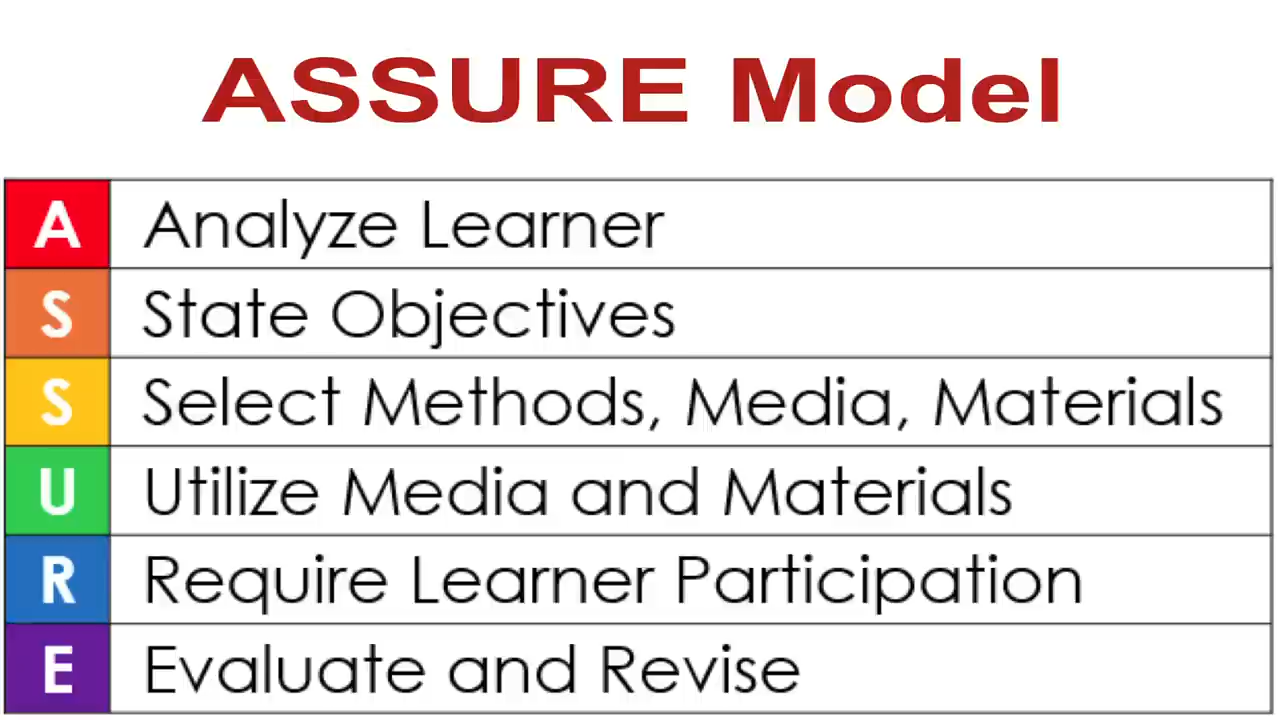 ASSURE Model
A Analyze Learner
S State Objectives
S Select Methods, Media, Materials
U Utilize Media and Materials
R Require Learner Participation
E Evaluate and Revise